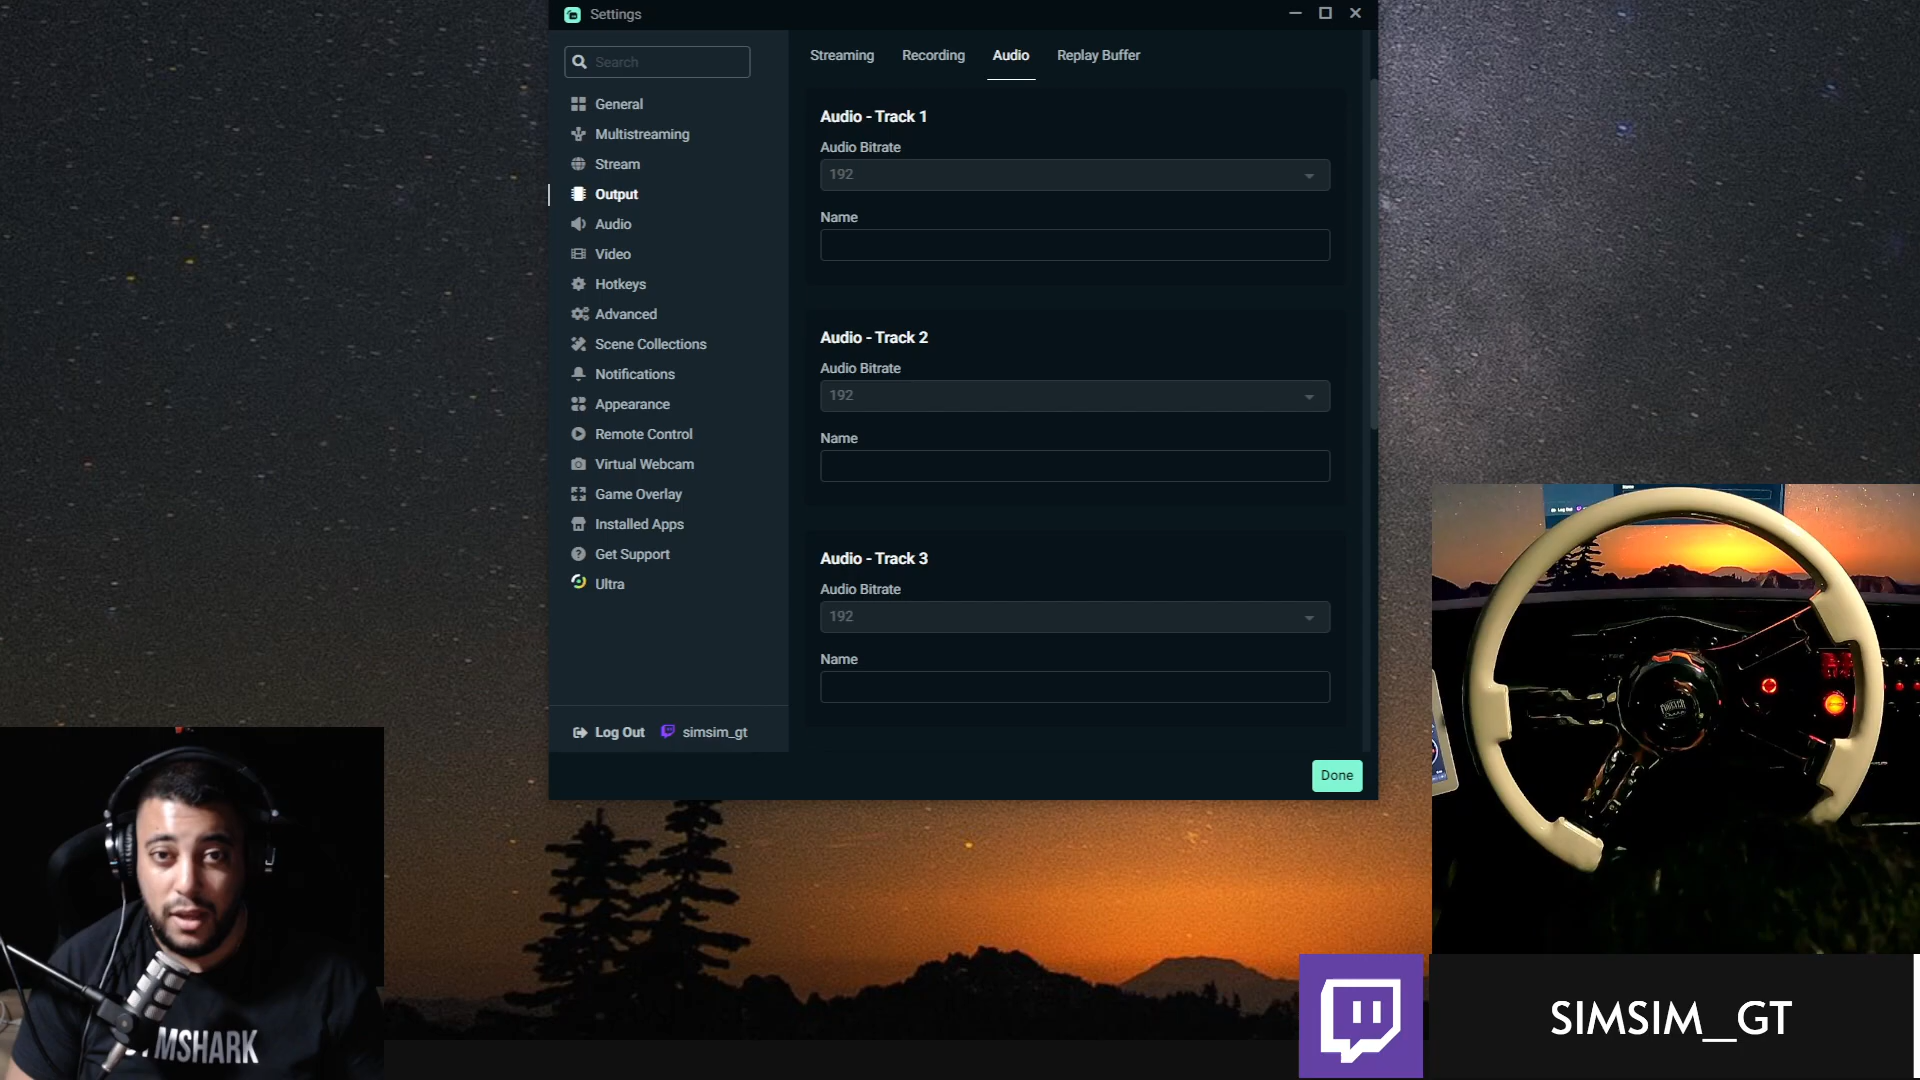 Settings
Search
General
Multistreaming
Stream
Output
Audio
Video
Hotkeys
Advanced
Scene Collections
Notifications
Appearance
Remote Control
Virtual Webcam
Game Overlay
Installed Apps
Get Support
Ultra
Log Out
simsim_gt
Streaming
Recording
Audio
Replay Buffer
Audio - Track 1
Audio Bitrate
192
Name
Audio - Track 2
Audio Bitrate
192
Name
Audio - Track 3
Audio Bitrate
192
Name
Done
MSHARK
SIMSIM_GT